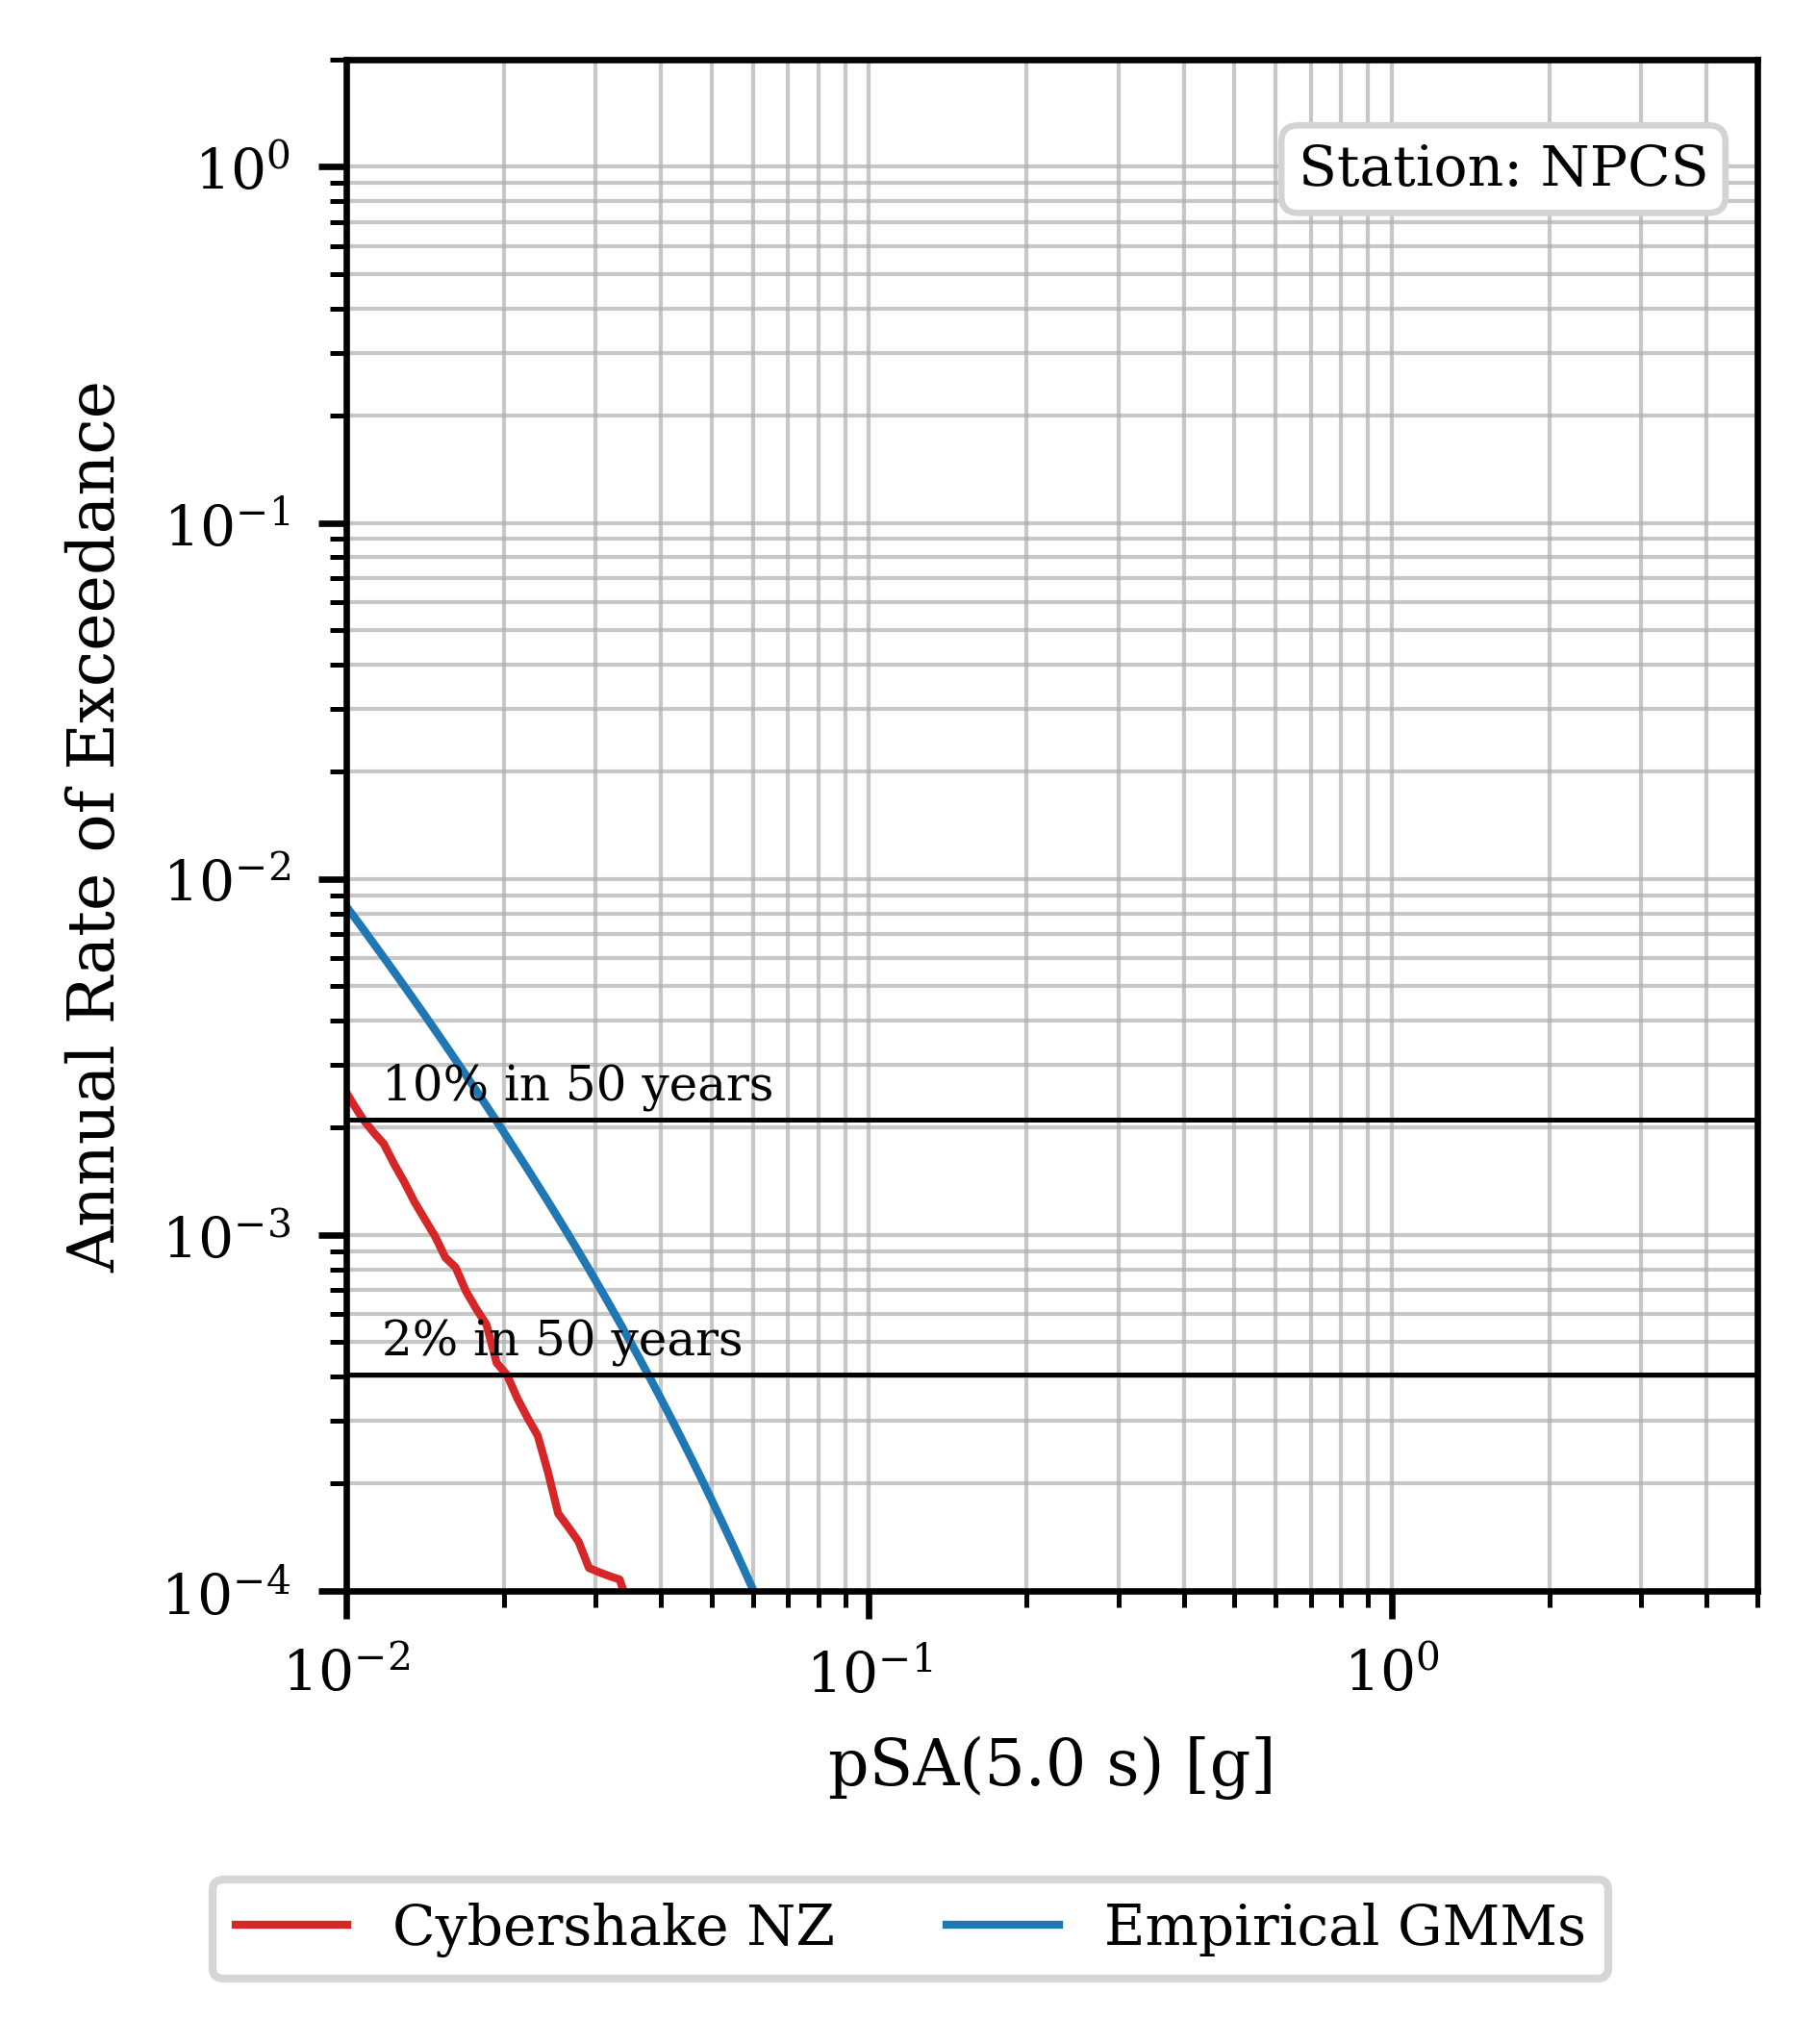 Station: NPCS
10⁰
10⁻¹
10⁻²
10⁻³
10⁻⁴
Annual Rate of Exceedance
10% in 50 years
2% in 50 years
10⁻² 10⁻¹ 10⁰
pSA(5.0 s) [g]
Cybershake NZ Empirical GMMs